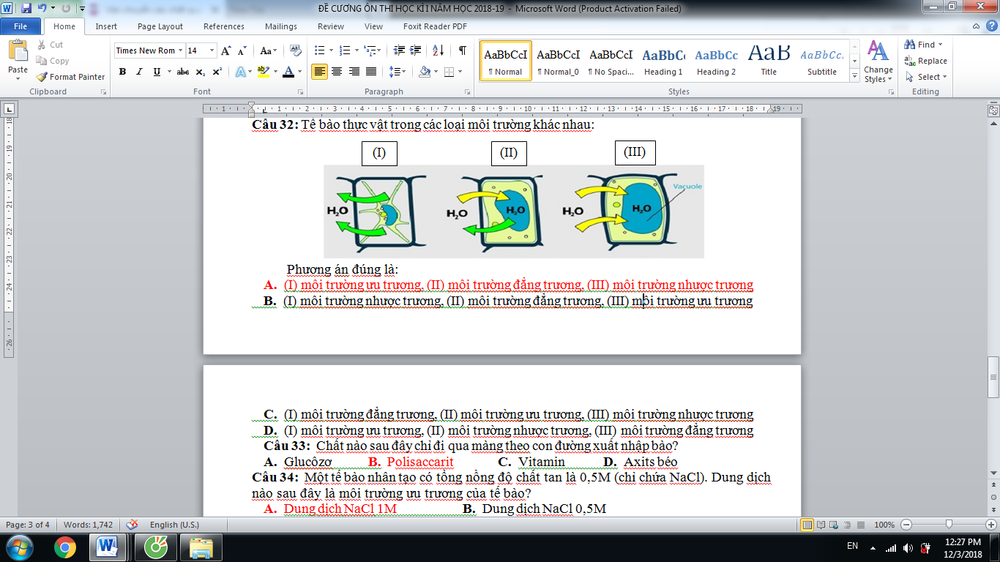 ĐỀ CƯƠNG ÔN THI HỌC KÌ I NĂM HỌC 2018-19 - Microsoft Word (Product Activation Failed)
File Home Insert Page Layout References Mailings Review View Foxit Reader PDF
Paste Cut Copy Format Painter
Times New Rom 14
AaBbCcI AaBbCcI AaBbCcI AaBbCc AaBbCc AaB AaBbCcI
¶ Normal ¶ Normal_0 ¶ No Spaci... Heading 1 Heading 2 Title Subtitle
Change Styles
Find Replace Select
Clipboard Font Paragraph Styles Editing
Câu 32: Tế bào thực vật trong các loại môi trường khác nhau:
(I) (II) (III)
Vacuole
H₂O H₂O H₂O H₂O H₂O
Phương án đúng là:
A. (I) môi trường ưu trương, (II) môi trường đẳng trương, (III) môi trường nhược trương
B. (I) môi trường nhược trương, (II) môi trường đẳng trương, (III) môi trường ưu trương
C. (I) môi trường đẳng trương, (II) môi trường ưu trương, (III) môi trường nhược trương
D. (I) môi trường ưu trương, (II) môi trường nhược trương, (III) môi trường đẳng trương
Câu 33: Chất nào sau đây chỉ đi qua màng theo con đường xuất nhập bào?
A. Glucôzơ B. Polisaccarit C. Vitamin D. Axits béo
Câu 34: Một tế bào nhân tạo có tổng nồng độ chất tan là 0,5M (chỉ chứa NaCl). Dung dịch
nào sau đây là môi trường ưu trương của tế bào?
A. Dung dịch NaCl 1M B. Dung dịch NaCl 0,5M
Page: 3 of 4 Words: 1,742 English (U.S.) 100%
EN 12:27 PM
12/3/2018